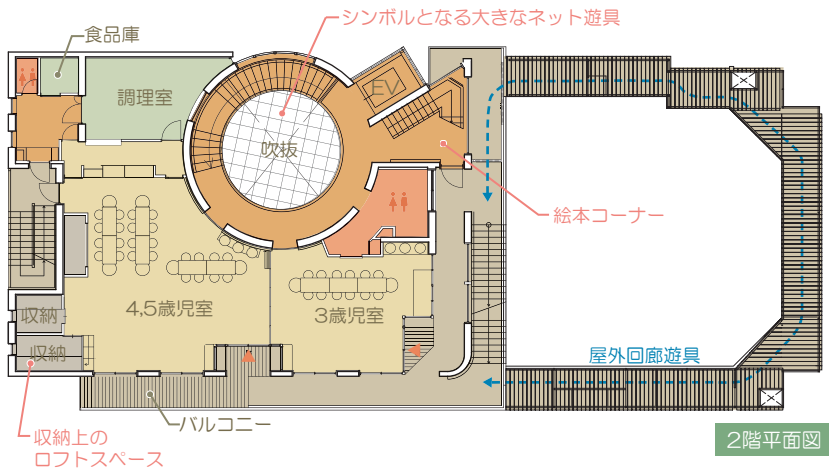 シンボルとなる大きなネット遊具
食品庫
調理室
EV
吹抜
絵本コーナー
4,5歳児室
3歳児室
収納
収納
屋外回廊遊具
バルコニー
収納上の
ロフトスペース
2階平面図